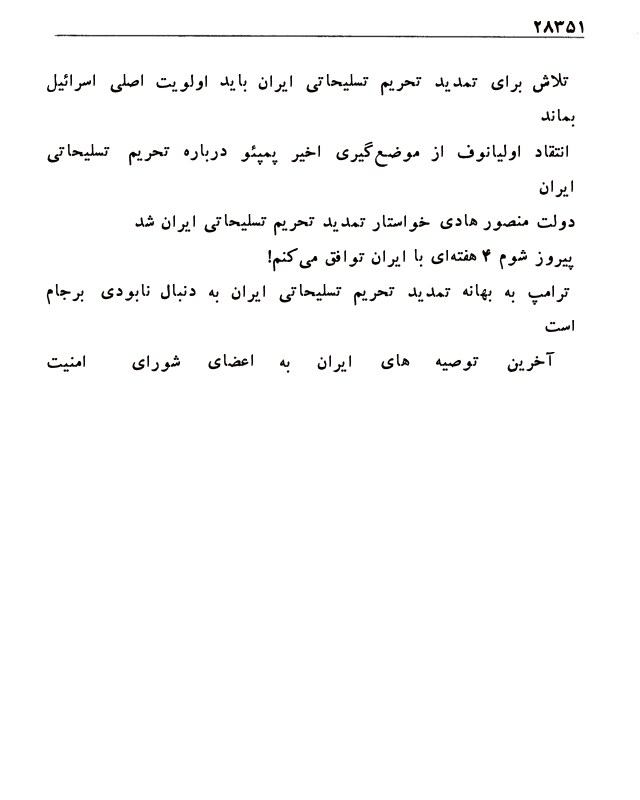 ۲۸۳۵۱
تلاش برای تمدید تحریم تسلیحاتی ایران باید اولویت اصلی اسرائیل
بماند
انتقاد اولیانوف از موضع‌گیری اخیر پمپئو درباره تحریم تسلیحاتی
ایران
دولت منصور هادی خواستار تمدید تحریم تسلیحاتی ایران شد
پیروز شوم ۴ هفته‌ای با ایران توافق می‌کنم!
ترامپ به بهانه تمدید تحریم تسلیحاتی ایران به دنبال نابودی برجام
است
آخرین توصیه های ایران به اعضای شورای امنیت